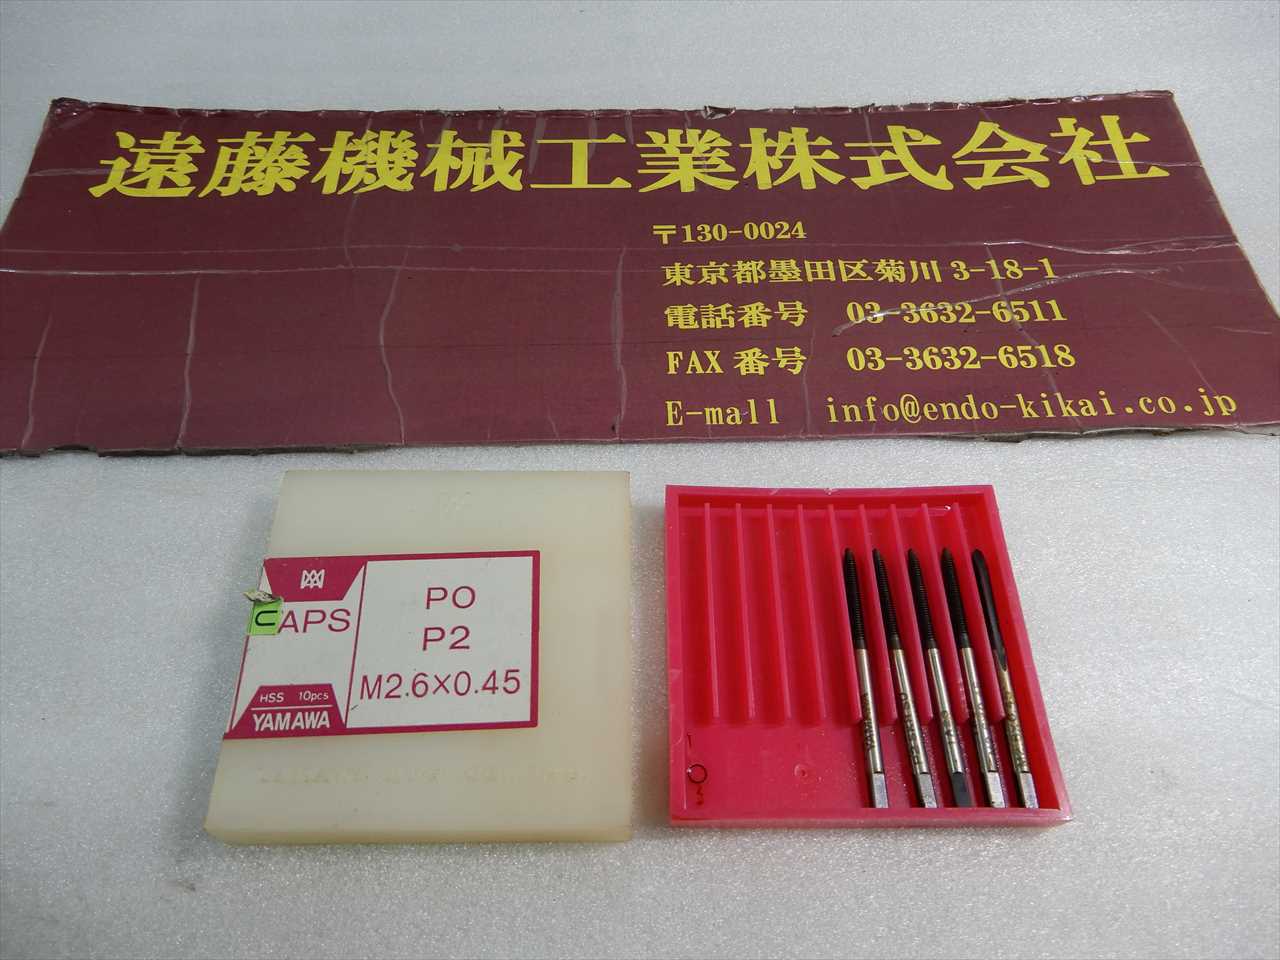 遠藤機械工業株式会社
〒130-0024
東京都墨田区菊川 3-18-1
電話番号 03-3632-6511
FAX 番号 03-3632-6518
E-mall info@endo-kikai.co.jp
U
APS
HSS 10pcs
YAMAWA
PO
P2
M2.6×0.45